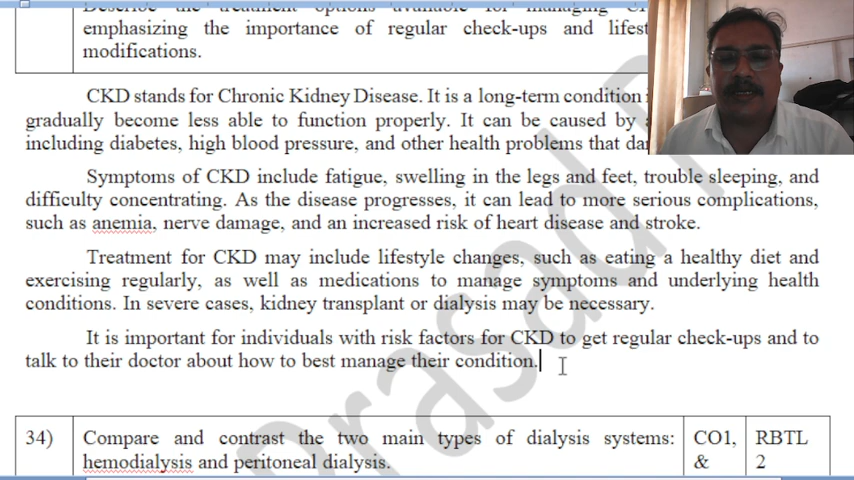 Describe the treatment options available for managing
emphasizing the importance of regular check-ups and
modifications.
CKD stands for Chronic Kidney Disease. It is a long-term condition
gradually become less able to function properly. It can be caused by
including diabetes, high blood pressure, and other health problems that
Symptoms of CKD include fatigue, swelling in the legs and feet, trouble sleeping, and
difficulty concentrating. As the disease progresses, it can lead to more serious complications,
such as anemia, nerve damage, and an increased risk of heart disease and stroke.
Treatment for CKD may include lifestyle changes, such as eating a healthy diet and
exercising regularly, as well as medications to manage symptoms and underlying health
conditions. In severe cases, kidney transplant or dialysis may be necessary.
It is important for individuals with risk factors for CKD to get regular check-ups and to
talk to their doctor about how to best manage their condition.
34) Compare and contrast the two main types of dialysis systems: CO1, RBTL
hemodialysis and peritoneal dialysis. & 2
Prasad